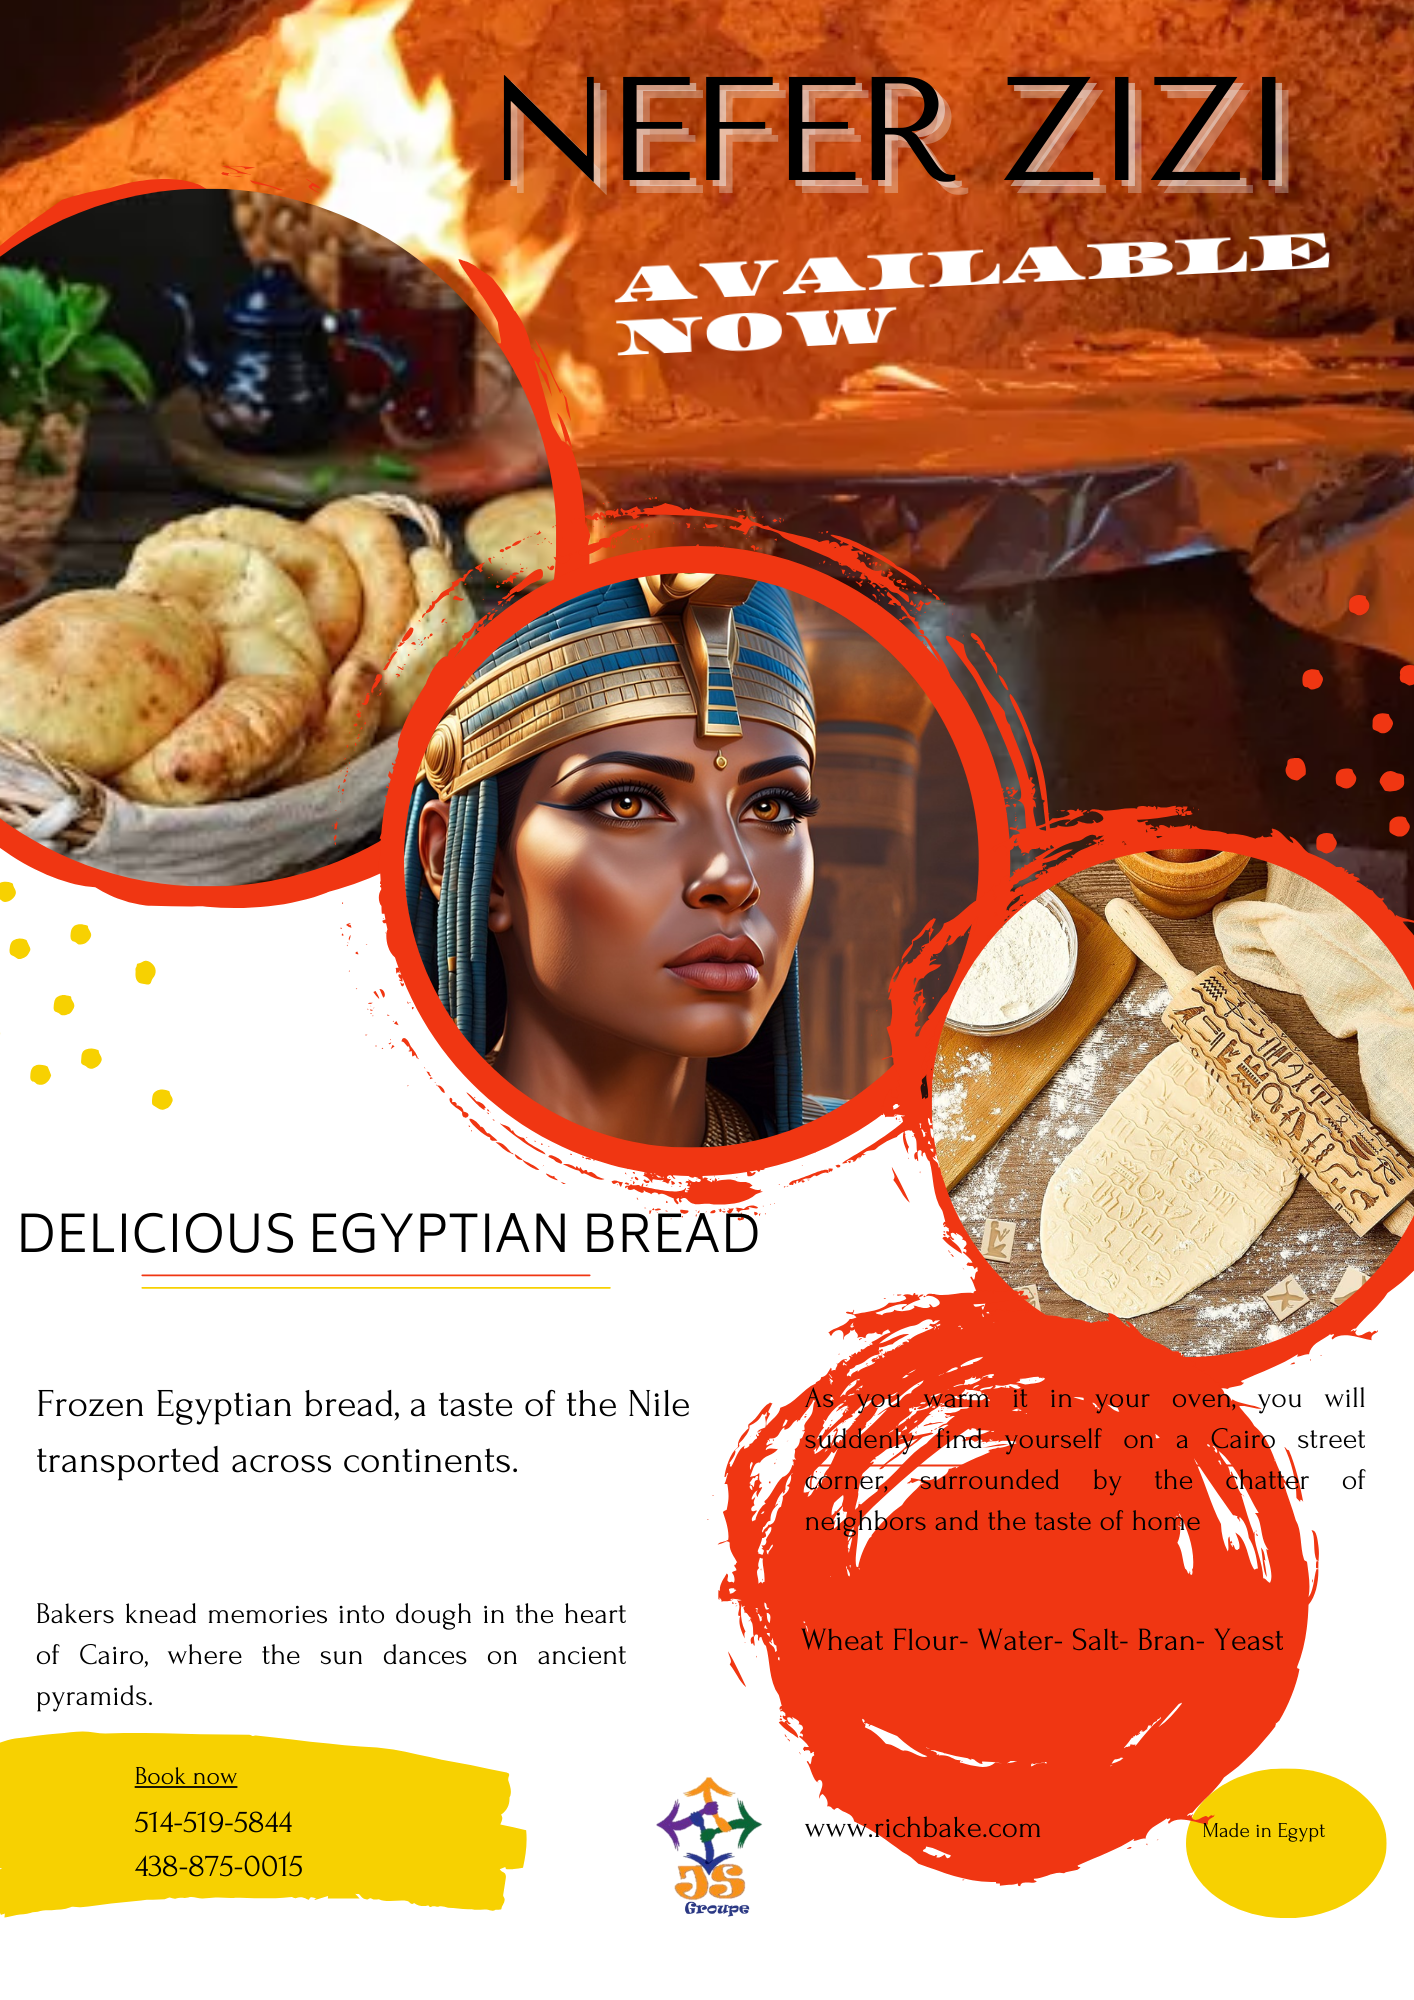 NEFER ZIZI
AVAILABLE
NOW
DELICIOUS EGYPTIAN BREAD
Frozen Egyptian bread, a taste of the Nile
transported across continents.
As you warm it in your oven, you will
suddenly find yourself on a Cairo street
corner, surrounded by the chatter of
neighbors and the taste of home
Bakers knead memories into dough in the heart
of Cairo, where the sun dances on ancient
pyramids.
Wheat Flour- Water- Salt- Bran- Yeast
Book now
514-519-5844
438-875-0015
JS
Groupe
www.richbake.com
Made in Egypt